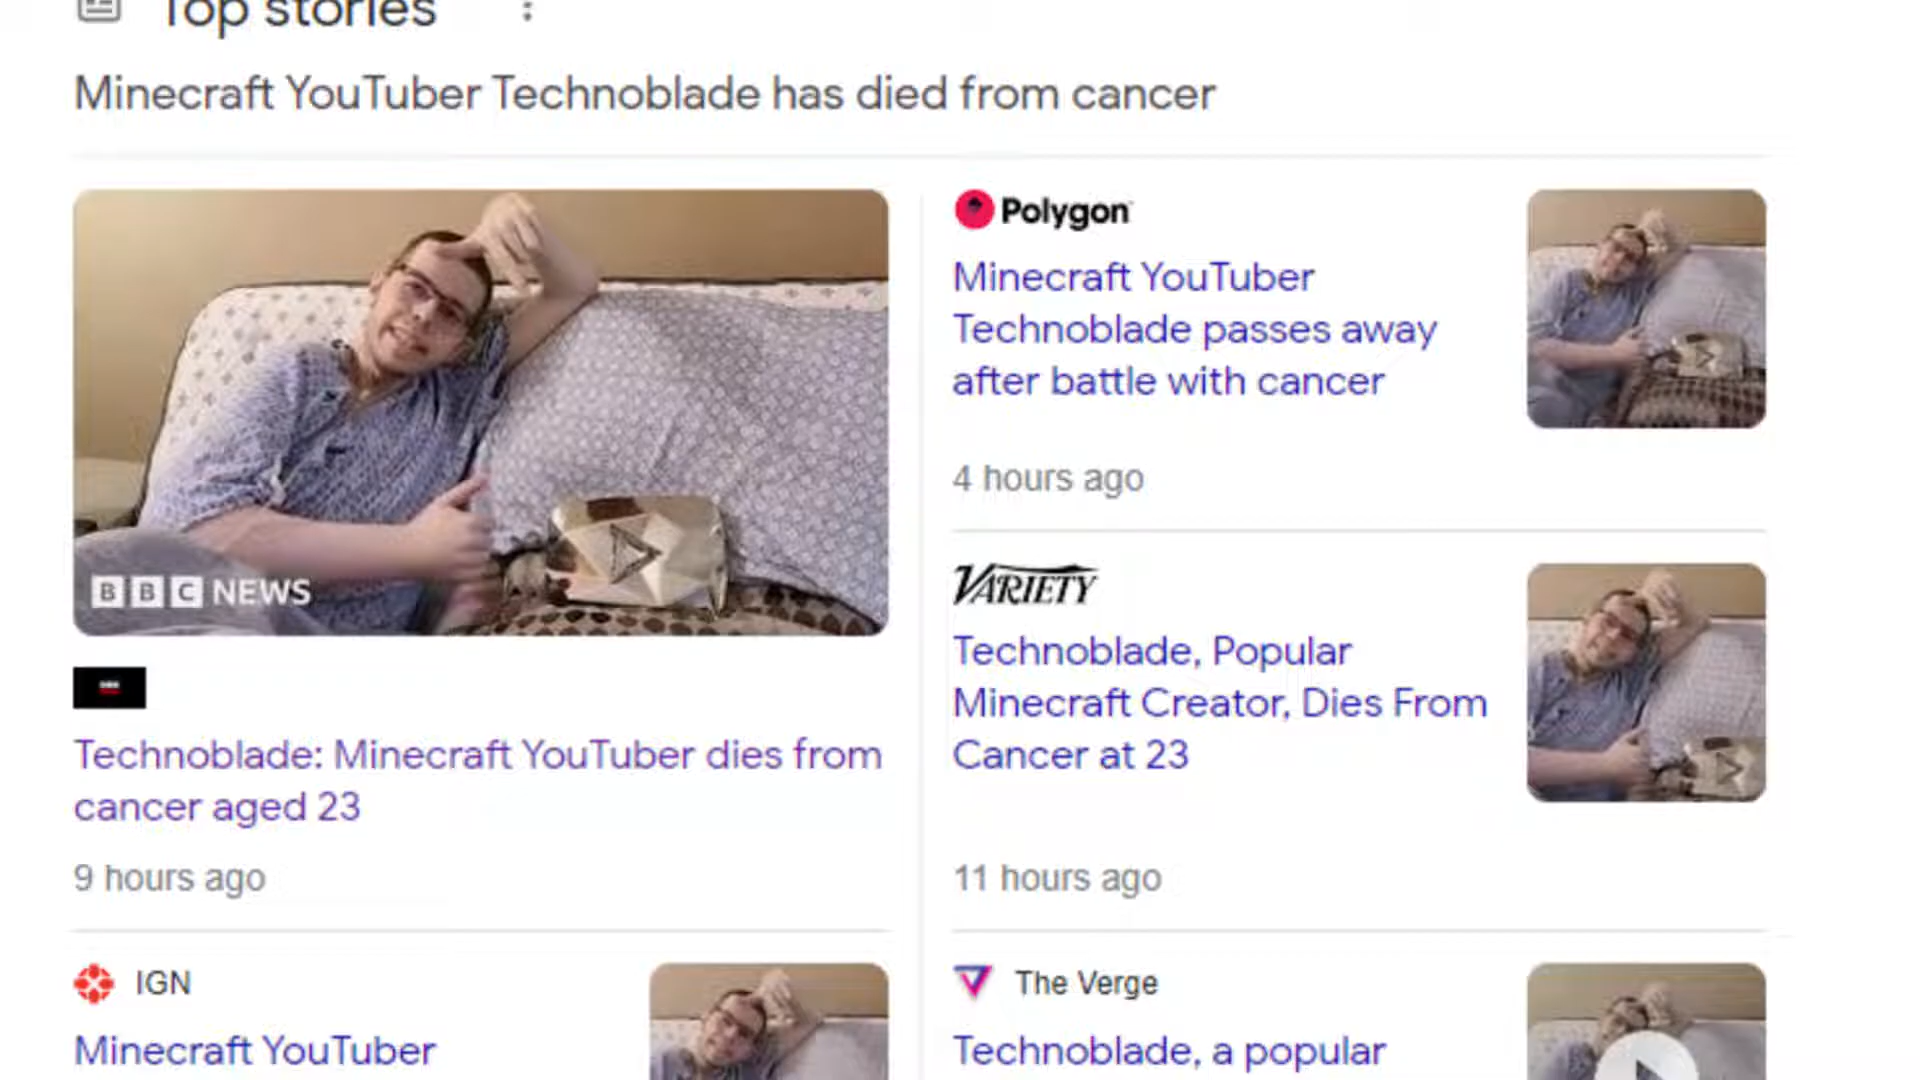 Top stories
Minecraft YouTuber Technoblade has died from cancer
BBC NEWS
Technoblade: Minecraft YouTuber dies from
cancer aged 23
9 hours ago
Polygon
Minecraft YouTuber
Technoblade passes away
after battle with cancer
4 hours ago
VARIETY
Technoblade, Popular
Minecraft Creator, Dies From
Cancer at 23
11 hours ago
IGN
Minecraft YouTuber
The Verge
Technoblade, a popular